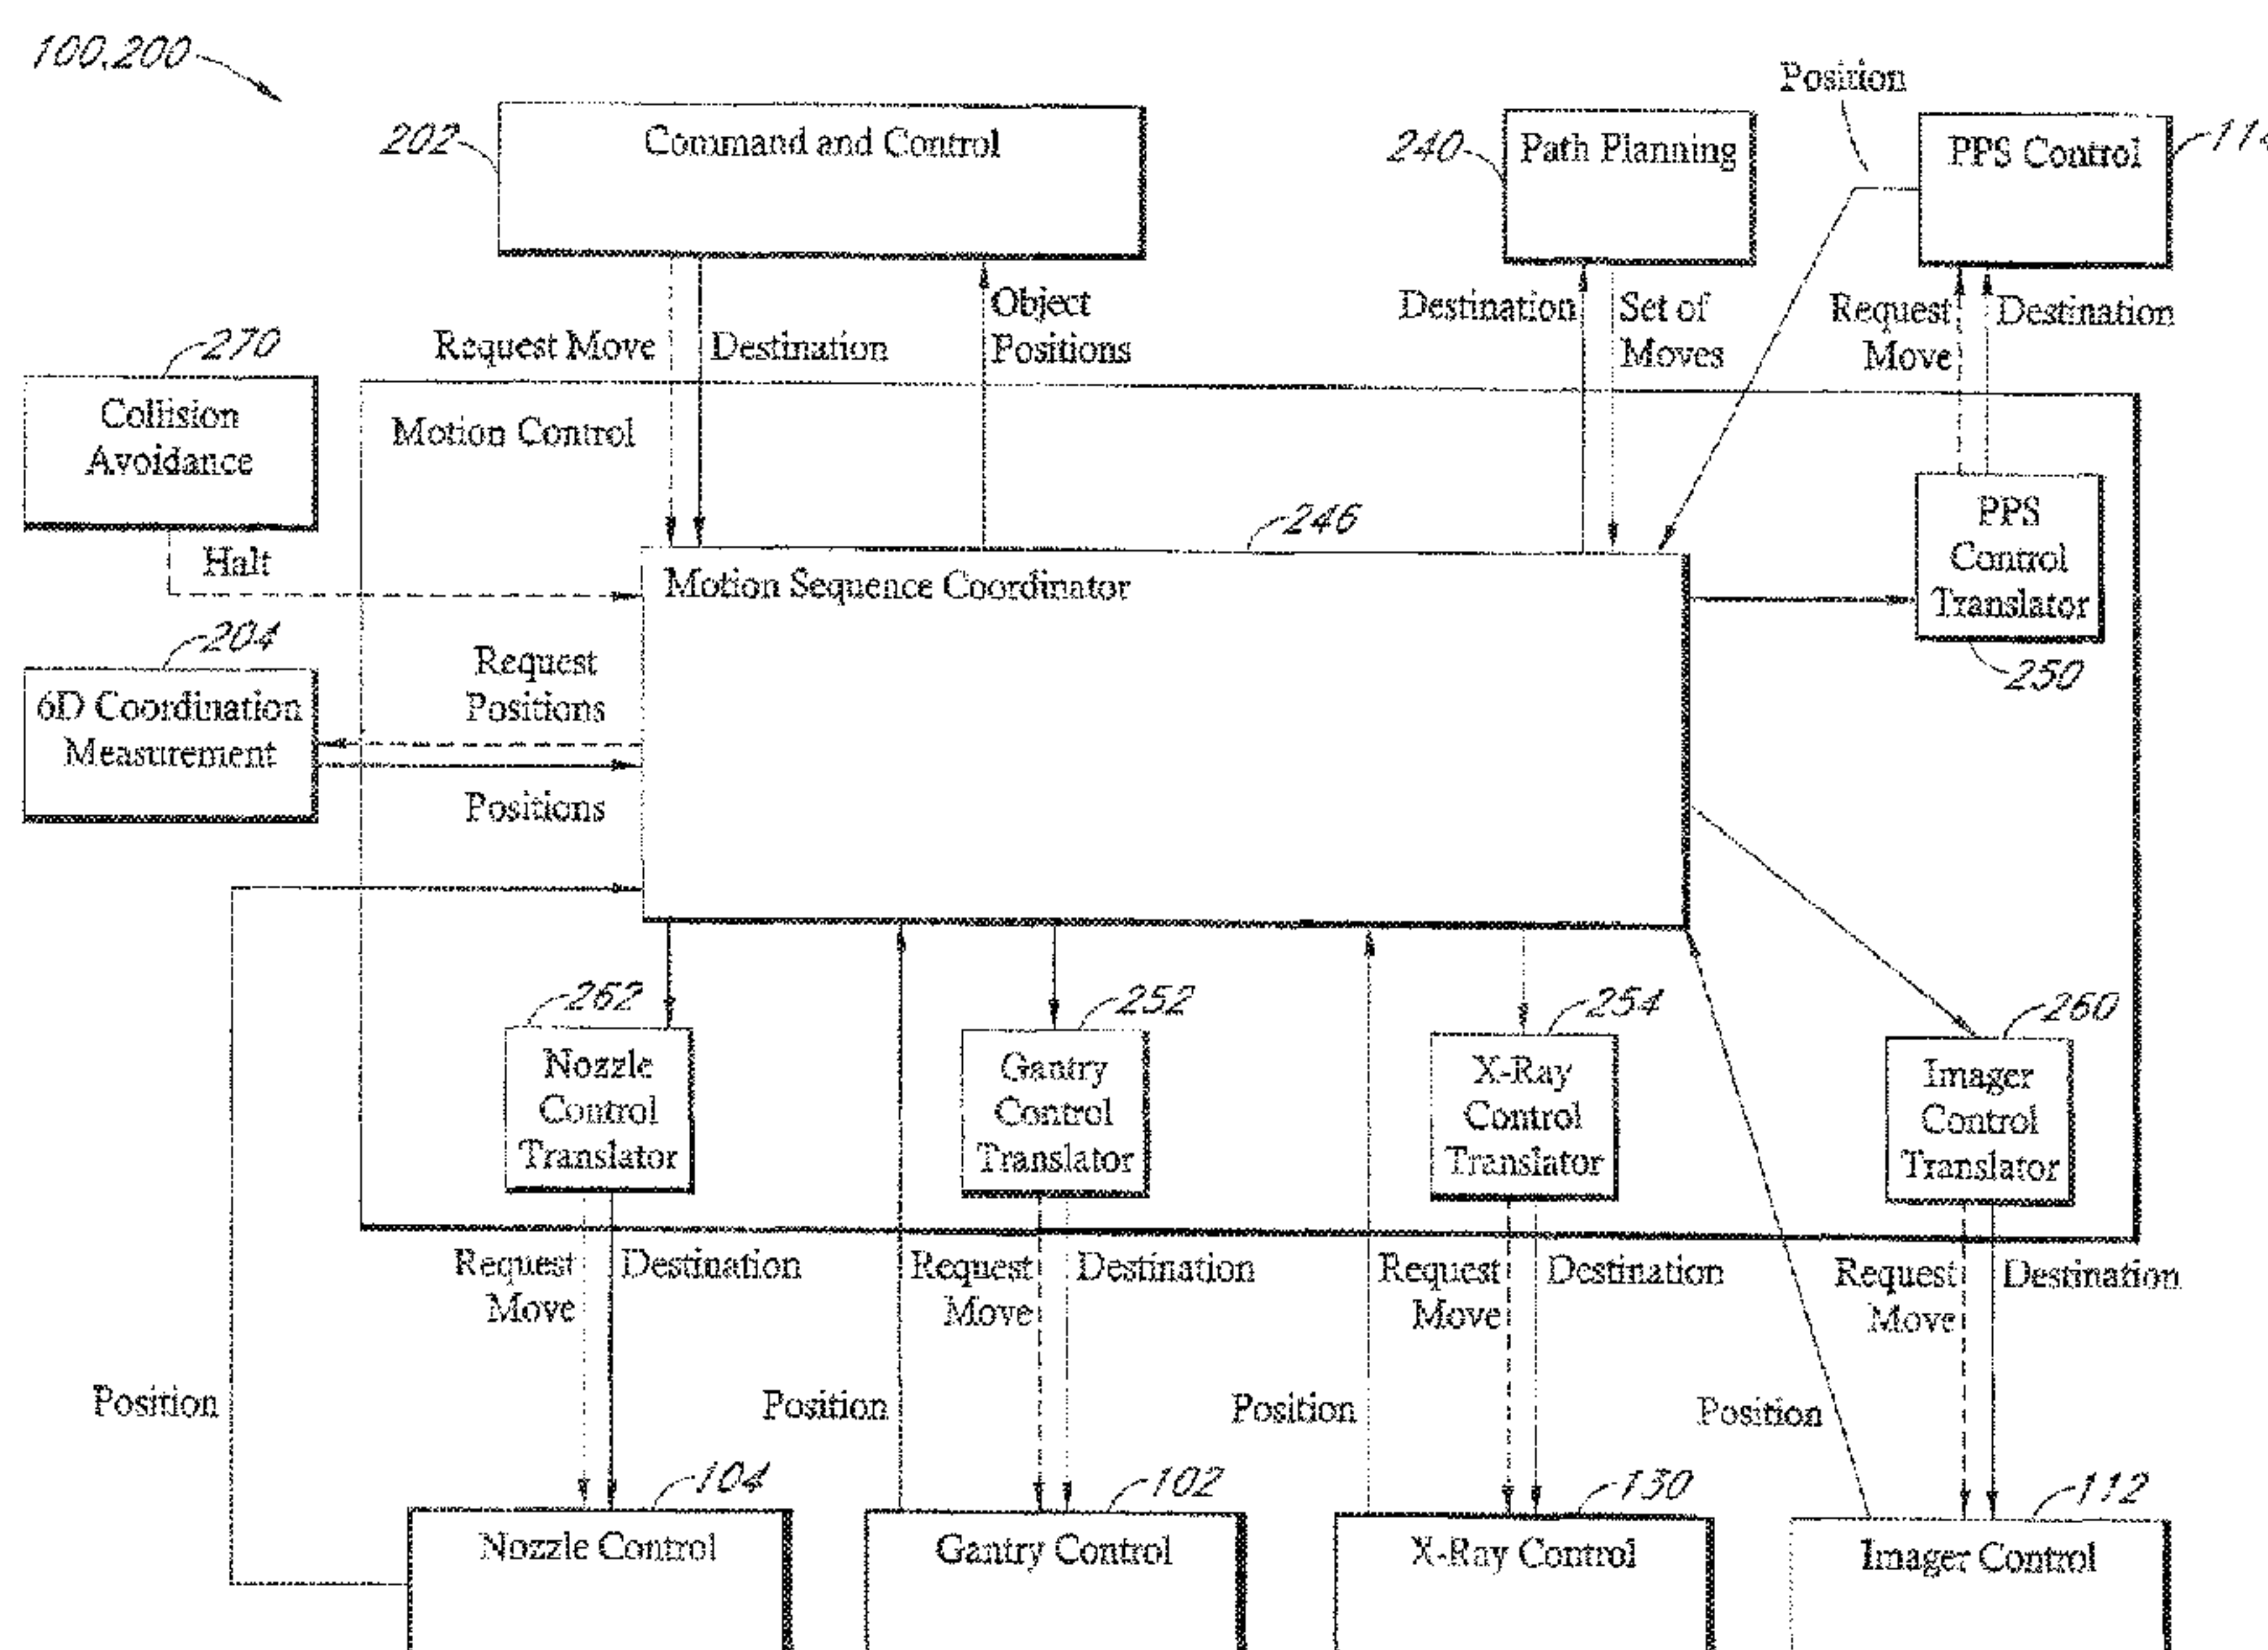 100,200
202
Command and Control
240
Path Planning
Position
PPS Control
Request Move
Destination
Object
Positions
Destination
Set of
Moves
Request
Move
Destination
270
Collision
Avoidance
Halt
Motion Control
246
Motion Sequence Coordinator
PPS
Control
Translator
250
204
6D Coordination
Measurement
Request
Positions
Positions
262
Nozzle
Control
Translator
252
Gantry
Control
Translator
254
X-Ray
Control
Translator
260
Imager
Control
Translator
Request
Move
Destination
Request
Move
Destination
Request
Move
Destination
Request
Move
Destination
Position
Position
Position
Position
104
Nozzle Control
102
Gantry Control
130
X-Ray Control
112
Imager Control